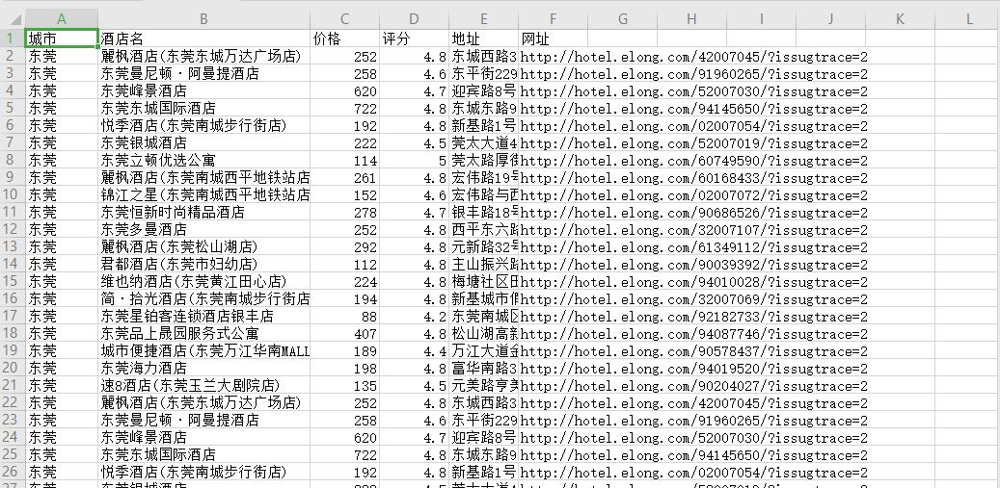 A B C D E F G H I J K L
1 城市 酒店名 价格 评分 地址 网址
2 东莞 麗枫酒店(东莞东城万达广场店) 252 4.8 东城西路3 http://hotel.elong.com/42007045/?issugtrace=2
3 东莞 东莞曼尼顿·阿曼提酒店 258 4.6 东平街229 http://hotel.elong.com/91960265/?issugtrace=2
4 东莞 东莞峰景酒店 620 4.7 迎宾路8号 http://hotel.elong.com/52007030/?issugtrace=2
5 东莞 东莞东城国际酒店 722 4.8 东城东路9 http://hotel.elong.com/94145650/?issugtrace=2
6 东莞 悦季酒店(东莞南城步行街店) 192 4.8 新基路1号 http://hotel.elong.com/02007054/?issugtrace=2
7 东莞 东莞银城酒店 222 4.5 莞太大道4 http://hotel.elong.com/52007019/?issugtrace=2
8 东莞 东莞立顿优选公寓 114 5 莞太路厚街 http://hotel.elong.com/60749590/?issugtrace=2
9 东莞 麗枫酒店(东莞南城西平地铁站店 261 4.8 宏伟路19号 http://hotel.elong.com/60168433/?issugtrace=2
10 东莞 锦江之星(东莞南城西平地铁站店 152 4.6 宏伟路与西 http://hotel.elong.com/02007072/?issugtrace=2
11 东莞 东莞恒新时尚精品酒店 278 4.7 银丰路18号 http://hotel.elong.com/90686526/?issugtrace=2
12 东莞 东莞多曼酒店 252 4.8 西平东六路 http://hotel.elong.com/32007107/?issugtrace=2
13 东莞 麗枫酒店(东莞松山湖店) 292 4.8 元新路32号 http://hotel.elong.com/61349112/?issugtrace=2
14 东莞 君都酒店(东莞市妇幼店) 112 4.8 主山振兴路 http://hotel.elong.com/90039392/?issugtrace=2
15 东莞 维也纳酒店(东莞黄江田心店) 224 4.8 梅塘社区田 http://hotel.elong.com/94010028/?issugtrace=2
16 东莞 简·拾光酒店(东莞南城步行街店 194 4.8 新基城市 http://hotel.elong.com/32007069/?issugtrace=2
17 东莞 东莞星铂客连锁酒店银丰店 88 4.2 东莞南城区 http://hotel.elong.com/92182733/?issugtrace=2
18 东莞 东莞品上晟园服务式公寓 407 4.8 松山湖高新 http://hotel.elong.com/94087746/?issugtrace=2
19 东莞 城市便捷酒店(东莞万江华南MALL 189 4.4 万江大道金 http://hotel.elong.com/90578437/?issugtrace=2
20 东莞 东莞海力酒店 198 4.8 富华南路3 http://hotel.elong.com/94019520/?issugtrace=2
21 东莞 速8酒店(东莞玉兰大剧院店) 135 4.5 元美路亨美 http://hotel.elong.com/90204027/?issugtrace=2
22 东莞 麗枫酒店(东莞东城万达广场店) 252 4.8 东城西路3 http://hotel.elong.com/42007045/?issugtrace=2
23 东莞 东莞曼尼顿·阿曼提酒店 258 4.6 东平街229 http://hotel.elong.com/91960265/?issugtrace=2
24 东莞 东莞峰景酒店 620 4.7 迎宾路8号 http://hotel.elong.com/52007030/?issugtrace=2
25 东莞 东莞东城国际酒店 722 4.8 东城东路9 http://hotel.elong.com/94145650/?issugtrace=2
26 东莞 悦季酒店(东莞南城步行街店) 192 4.8 新基路1号 http://hotel.elong.com/02007054/?issugtrace=2